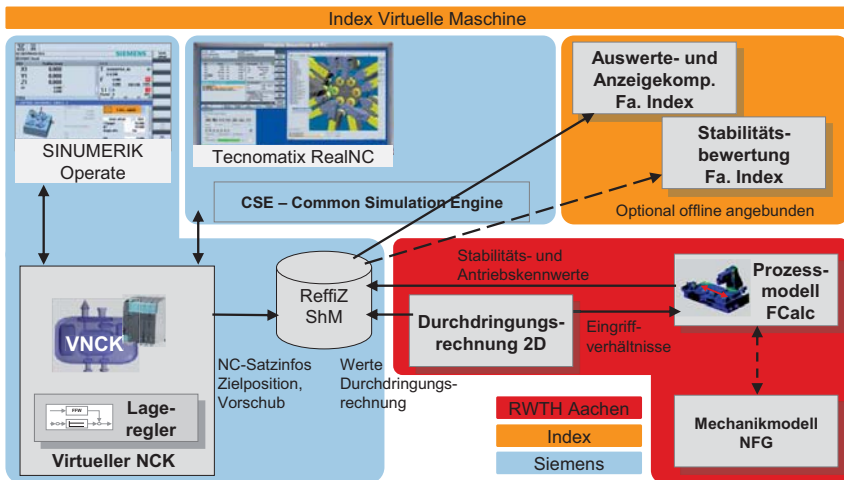 Index Virtuelle Maschine
SIEMENS
SINUMERIK
Operate
Tecnomatix RealNC
CSE – Common Simulation Engine
Auswerte- und
Anzeigekomp.
Fa. Index
Stabilitäts-
bewertung
Fa. Index
Optional offline angebunden
VNCK
FFW
Lage-
regler
Virtueller NCK
ReffiZ
ShM
NC-Satzinfos
Zielposition,
Vorschub
Werte
Durchdringungs-
rechnung
Stabilitäts- und
Antriebskennwerte
Durchdringungs-
rechnung 2D
Eingriff-
verhältnisse
Prozess-
modell
FCalc
Mechanikmodell
NFG
RWTH Aachen
Index
Siemens